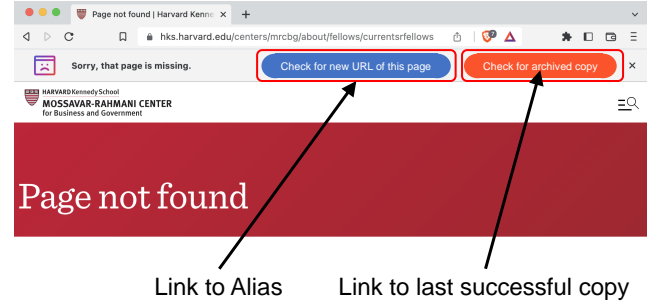 Page not found | Harvard Kenne
hks.harvard.edu/centers/mrcbg/about/fellows/currentsrfellows
Sorry, that page is missing.
Check for new URL of this page
Check for archived copy
HARVARD Kennedy School
MOSSAVAR-RAHMANI CENTER
for Business and Government
Page not found
Link to Alias
Link to last successful copy